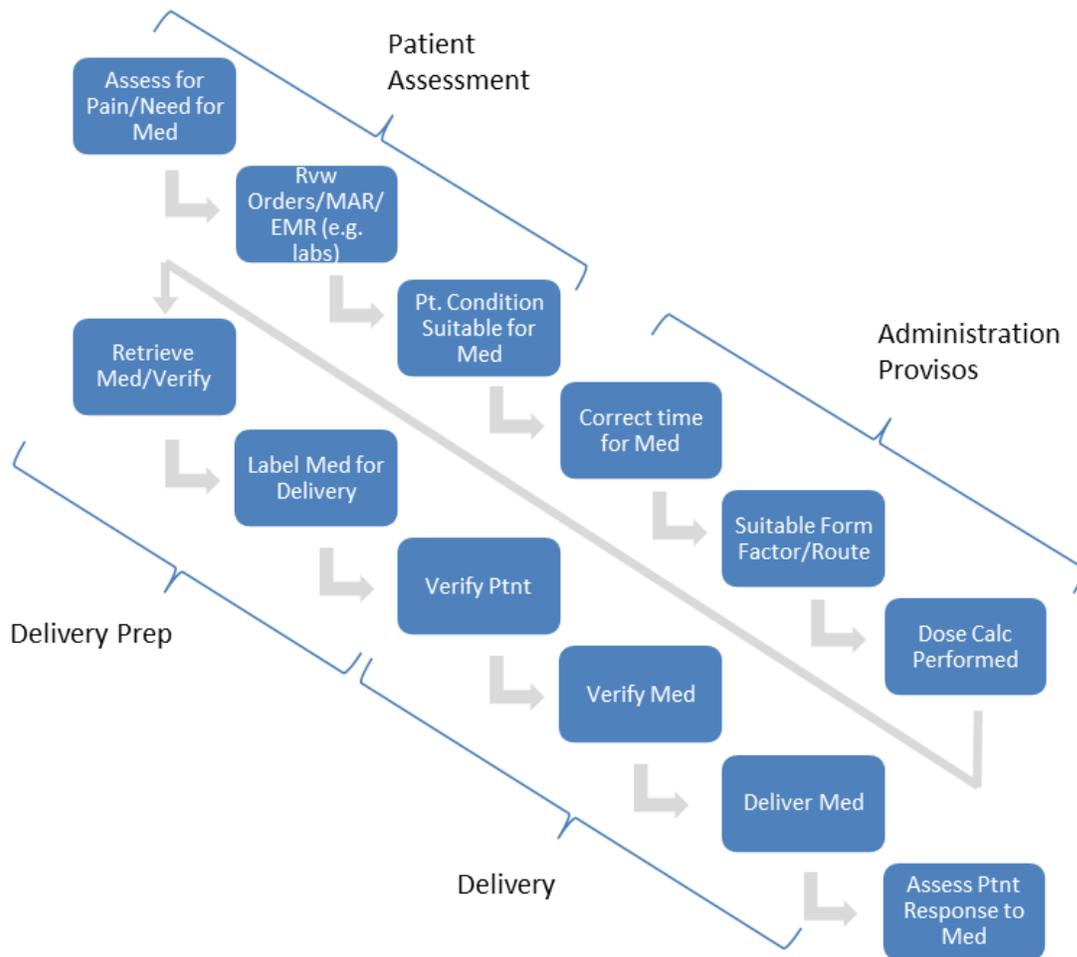 Patient
Assessment
Assess for
Pain/Need for
Med
Rvw
Orders/MAR/
EMR (e.g.
labs)
Pt. Condition
Suitable for
Med
Administration
Provisos
Correct time
for Med
Suitable Form
Factor/Route
Dose Calc
Performed
Retrieve
Med/Verify
Label Med for
Delivery
Delivery Prep
Verify Ptnt
Verify Med
Deliver Med
Delivery
Assess Ptnt
Response to
Med